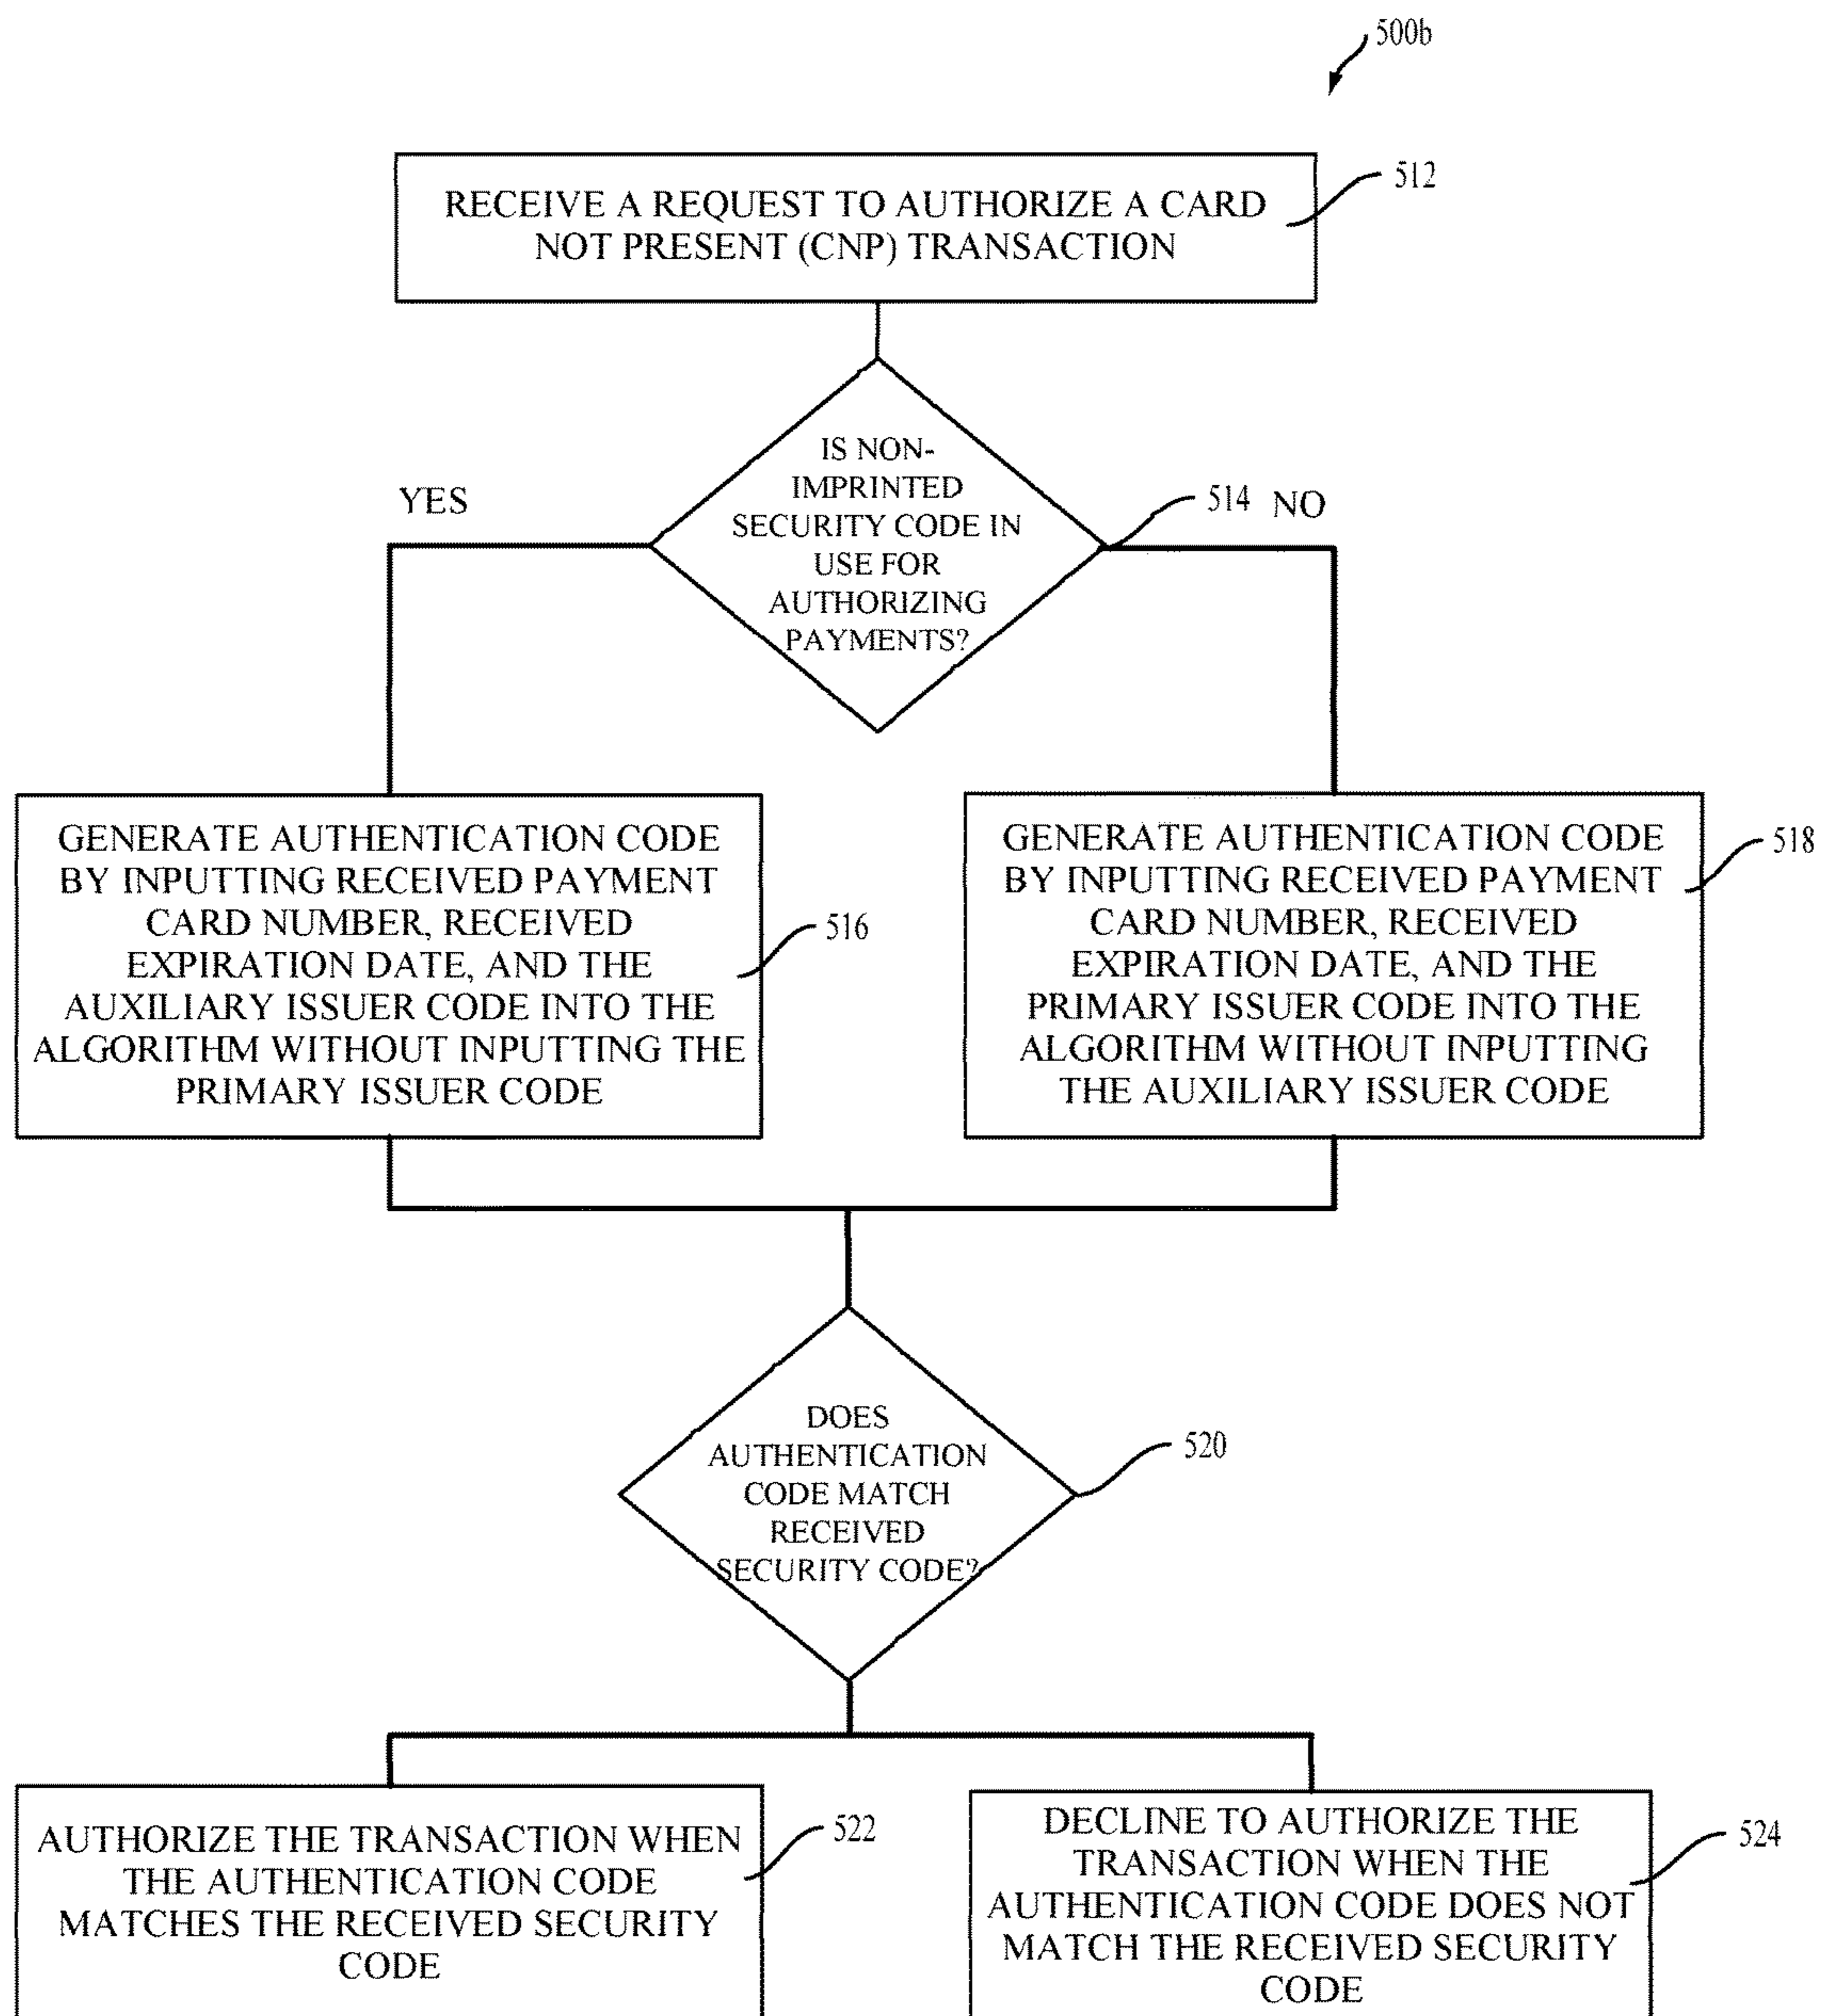 500b
RECEIVE A REQUEST TO AUTHORIZE A CARD
NOT PRESENT (CNP) TRANSACTION
512
IS NON-
IMPRINTED
SECURITY CODE IN
USE FOR
AUTHORIZING
PAYMENTS?
YES
514
NO
GENERATE AUTHENTICATION CODE
BY INPUTTING RECEIVED PAYMENT
CARD NUMBER, RECEIVED
EXPIRATION DATE, AND THE
AUXILIARY ISSUER CODE INTO THE
ALGORITHM WITHOUT INPUTTING THE
PRIMARY ISSUER CODE
516
GENERATE AUTHENTICATION CODE
BY INPUTTING RECEIVED PAYMENT
CARD NUMBER, RECEIVED
EXPIRATION DATE, AND THE
PRIMARY ISSUER CODE INTO THE
ALGORITHM WITHOUT INPUTTING
THE AUXILIARY ISSUER CODE
518
DOES
AUTHENTICATION
CODE MATCH
RECEIVED
SECURITY CODE?
520
AUTHORIZE THE TRANSACTION WHEN
THE AUTHENTICATION CODE
MATCHES THE RECEIVED SECURITY
CODE
522
DECLINE TO AUTHORIZE THE
TRANSACTION WHEN THE
AUTHENTICATION CODE DOES NOT
MATCH THE RECEIVED SECURITY
CODE
524